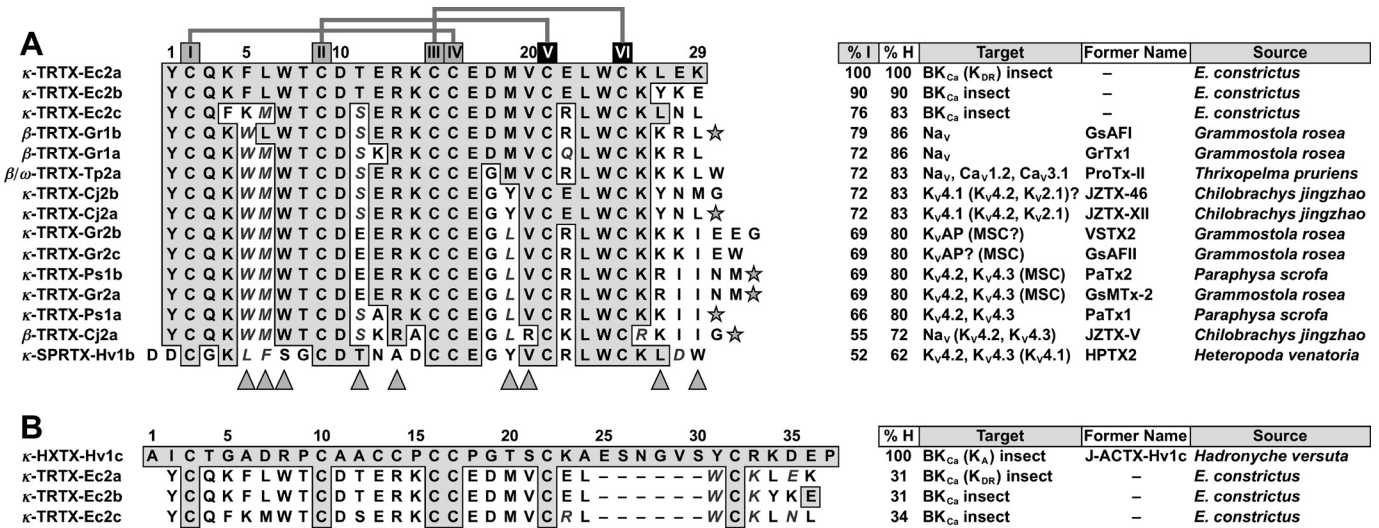 A 1 I 5 II 10 III IV 20 V VI 29 % I % H Target Former Name Source
κ-TRTX-Ec2a Y C Q K F L W T C D T E R K C C E D M V C E L W C K L E K 100 100 BKCa (KDR) insect – E. constrictus
κ-TRTX-Ec2b Y C Q K F L W T C D T E R K C C E D M V C E L W C K Y K E 90 90 BKCa insect – E. constrictus
κ-TRTX-Ec2c Y C Q F K M W T C D S E R K C C E D M V C R L W C K L N L 76 83 BKCa insect – E. constrictus
β-TRTX-Gr1b Y C Q K W L W T C D S E R K C C E D M V C R L W C K K R L ☆ 79 86 NaV GsAFI Grammostola rosea
β-TRTX-Gr1a Y C Q K W M W T C D S K R K C C E D M V C Q L W C K K R L 72 86 NaV GrTx1 Grammostola rosea
β/ω-TRTX-Tp2a Y C Q K W M W T C D S E R K C C E G M V C R L W C K K K L W 72 83 NaV, CaV1.2, CaV3.1 ProTx-II Thrixopelma pruriens
κ-TRTX-Cj2b Y C Q K W M W T C D S E R K C C E G Y V C E L W C K Y N M G 72 83 KV4.1 (KV4.2, KV2.1)? JZTX-46 Chilobrachys jingzhao
κ-TRTX-Cj2a Y C Q K W M W T C D S E R K C C E G Y V C E L W C K Y N L ☆ 72 83 KV4.1 (KV4.2, KV2.1) JZTX-XII Chilobrachys jingzhao
κ-TRTX-Gr2b Y C Q K W M W T C D E E R K C C E G L V C R L W C K K K I E E G 69 80 KVAP (MSC?) VSTX2 Grammostola rosea
κ-TRTX-Gr2c Y C Q K W M W T C D E E R K C C E G L V C R L W C K K K I E W 69 80 KVAP? (MSC) GsAFII Grammostola rosea
κ-TRTX-Ps1b Y C Q K W M W T C D E E R K C C E G L V C R L W C K R I I N M ☆ 69 80 KV4.2, KV4.3 (MSC) PaTx2 Paraphysa scrofa
κ-TRTX-Gr2a Y C Q K W M W T C D E E R K C C E G L V C R L W C K R I I N M ☆ 69 80 KV4.2, KV4.3 (MSC) GsMTx-2 Grammostola rosea
κ-TRTX-Ps1a Y C Q K W M W T C D S A R K C C E G L V C R L W C K K I I ☆ 66 80 KV4.2, KV4.3 PaTx1 Paraphysa scrofa
β-TRTX-Cj2a Y C Q K W M W T C D S K R A C C E G L R C K L W C R K I I G ☆ 55 72 NaV (KV4.2, KV4.3) JZTX-V Chilobrachys jingzhao
κ-SPRTX-Hv1b D D C G K L F S G C D T N A D C C E G Y V C R L W C K L D W 52 62 KV4.2, KV4.3 (KV4.1) HPTX2 Heteropoda venatoria
B 1 5 10 15 20 25 30 35 % H Target Former Name Source
κ-HXTX-Hv1c A I C T G A D R P C A A C C P C C P G T S C K A E S N G V S Y C R K D E P 100 BKCa (KA) insect J-ACTX-Hv1c Hadronyche versuta
κ-TRTX-Ec2a Y C Q K F L W T C D T E R K C C E D M V C E L – – – – – – W C K L E K 31 BKCa (KDR) insect – E. constrictus
κ-TRTX-Ec2b Y C Q K F L W T C D T E R K C C E D M V C E L – – – – – – W C K Y K E 31 BKCa insect – E. constrictus
κ-TRTX-Ec2c Y C Q F K M W T C D S E R K C C E D M V C R L – – – – – – W C K L N L 34 BKCa insect – E. constrictus